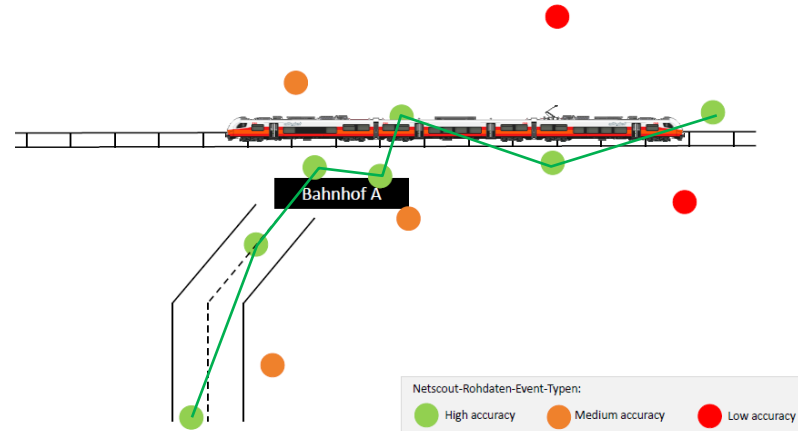 Bahnhof A
Netscout-Rohdaten-Event-Typen:
High accuracy
Medium accuracy
Low accuracy